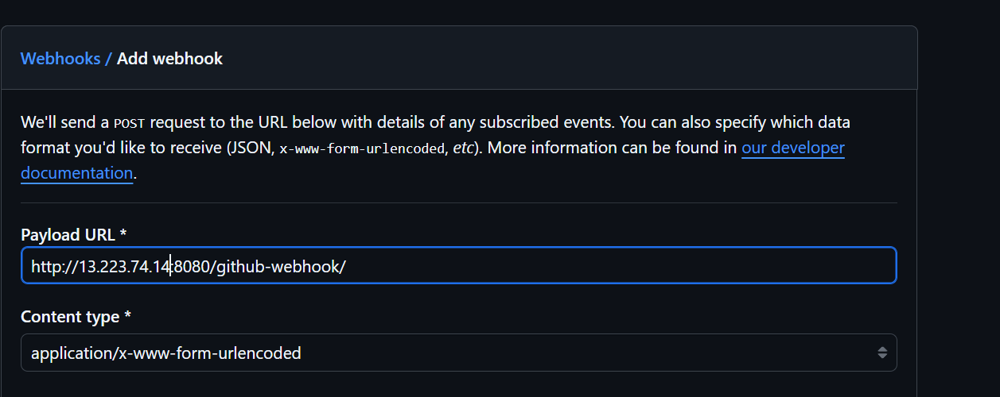 Webhooks / Add webhook
We'll send a POST request to the URL below with details of any subscribed events. You can also specify which data
format you'd like to receive (JSON, x-www-form-urlencoded, etc). More information can be found in our developer
documentation.
Payload URL *
http://13.223.74.14:8080/github-webhook/
Content type *
application/x-www-form-urlencoded